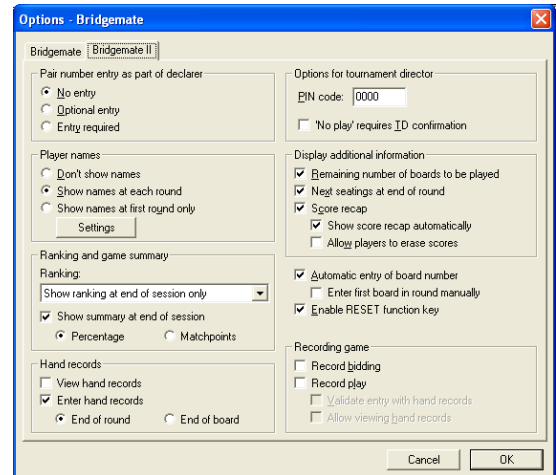 Options - Bridgemate
Bridgemate
Bridgemate II
Pair number entry as part of declarer
No entry
Optional entry
Entry required
Player names
Don't show names
Show names at each round
Show names at first round only
Settings
Ranking and game summary
Ranking:
Show ranking at end of session only
Show summary at end of session
Percentage
Matchpoints
Hand records
View hand records
Enter hand records
End of round
End of board
Options for tournament director
PIN code:
0000
'No play' requires TD confirmation
Display additional information
Remaining number of boards to be played
Next seatings at end of round
Score recap
Show score recap automatically
Allow players to erase scores
Automatic entry of board number
Enter first board in round manually
Enable RESET function key
Recording game
Record bidding
Record play
Validate entry with hand records
Allow viewing hand records
Cancel
OK